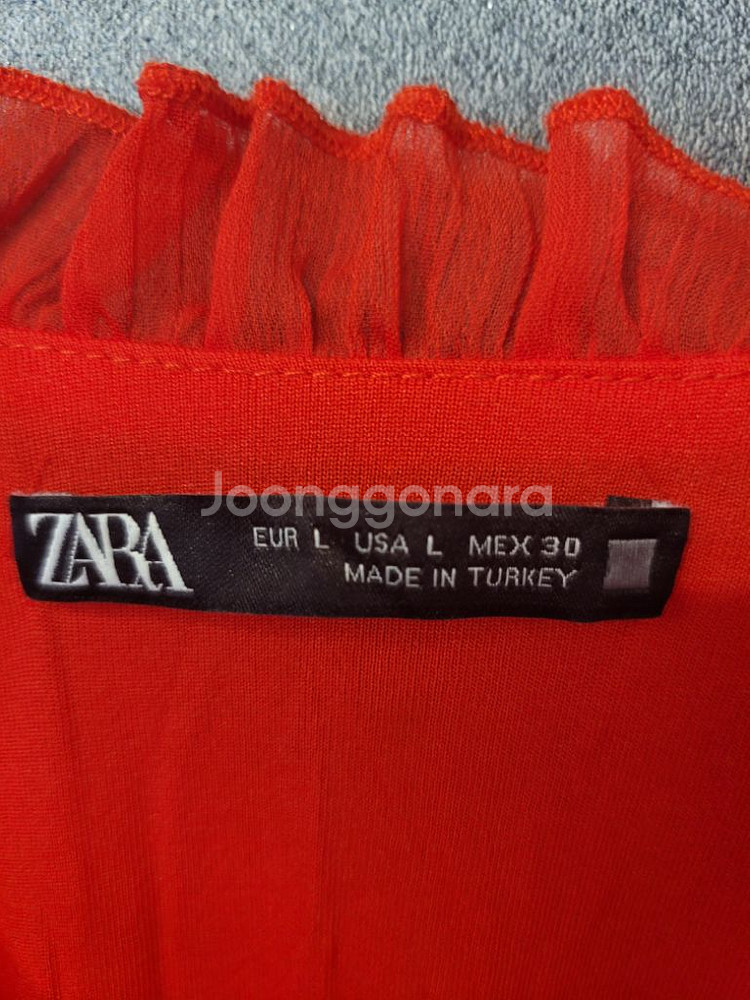 Joonggonara
ZARA
EUR L USA L MEX 30
MADE IN TURKEY